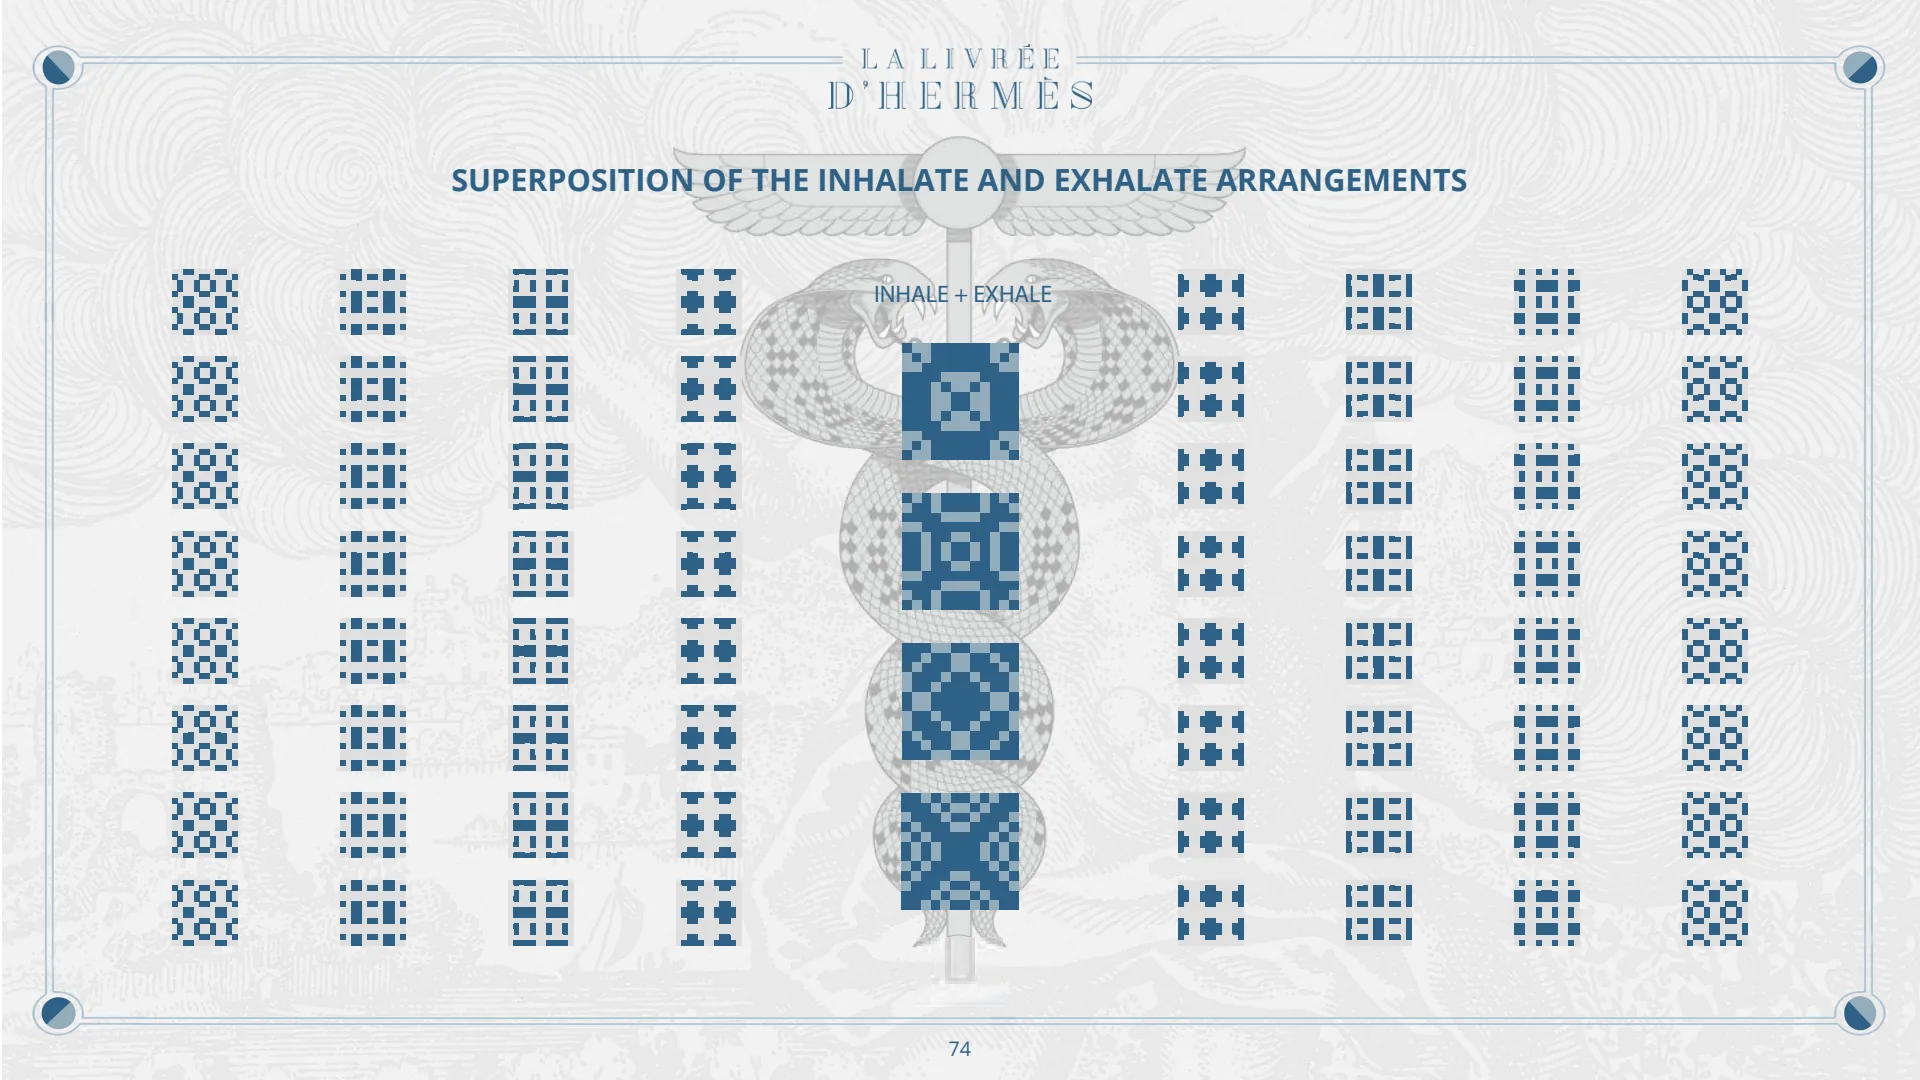 LA LIVRÉE
D'HERMÈS
SUPERPOSITION OF THE INHALATE AND EXHALATE ARRANGEMENTS
INHALE + EXHALE
74